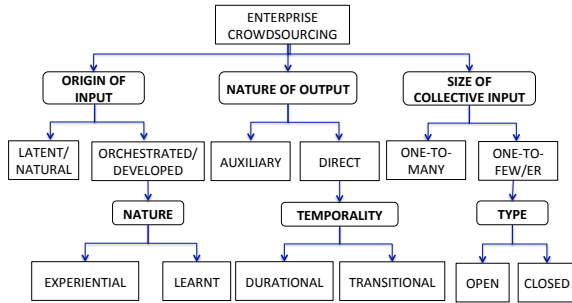 ENTERPRISE
CROWDSOURCING
ORIGIN OF
INPUT
NATURE OF OUTPUT
SIZE OF
COLLECTIVE INPUT
LATENT/
NATURAL
ORCHESTRATED/
DEVELOPED
AUXILIARY
DIRECT
ONE-TO-
MANY
ONE-TO-
FEW/ER
NATURE
TEMPORALITY
TYPE
EXPERIENTIAL
LEARNT
DURATIONAL
TRANSITIONAL
OPEN
CLOSED